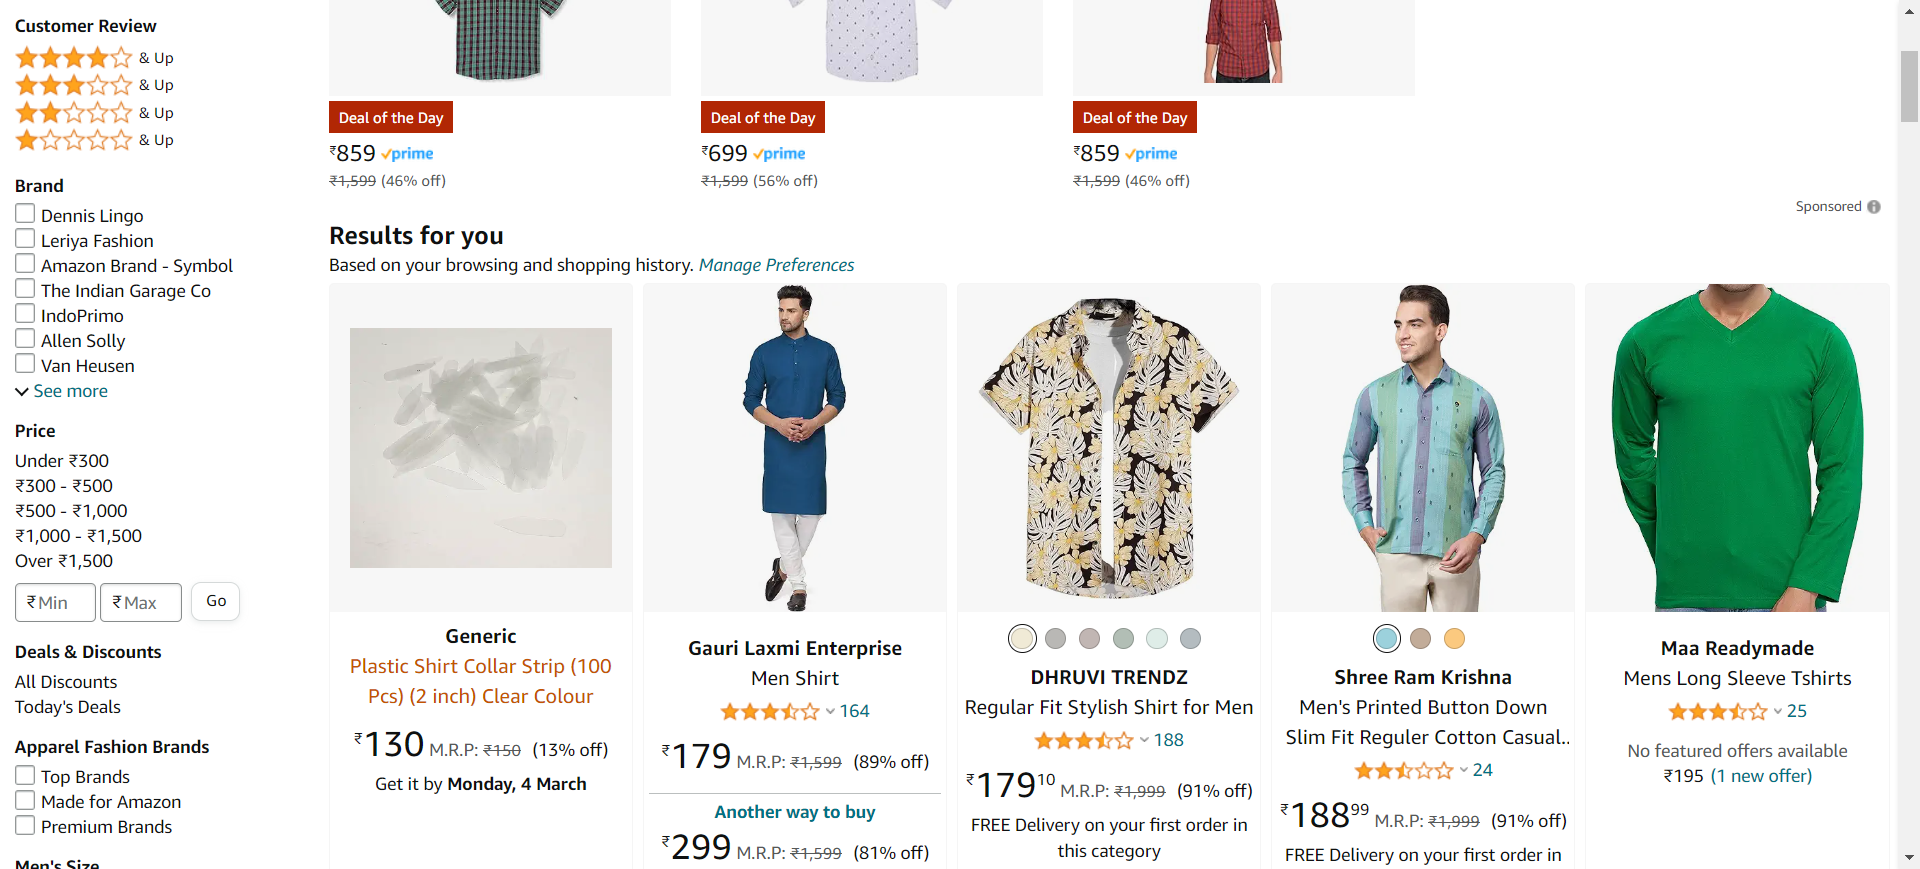 Customer Review
& Up
& Up
& Up
& Up
Brand
Dennis Lingo
Leriya Fashion
Amazon Brand - Symbol
The Indian Garage Co
IndoPrimo
Allen Solly
Van Heusen
See more
Price
Under ₹300
₹300 - ₹500
₹500 - ₹1,000
₹1,000 - ₹1,500
Over ₹1,500
₹ Min ₹ Max Go
Deals & Discounts
All Discounts
Today's Deals
Apparel Fashion Brands
Top Brands
Made for Amazon
Premium Brands
Men's Size
Deal of the Day
₹859 prime
₹1,599 (46% off)
Deal of the Day
₹699 prime
₹1,599 (56% off)
Deal of the Day
₹859 prime
₹1,599 (46% off)
Sponsored
Results for you
Based on your browsing and shopping history. Manage Preferences
Generic
Plastic Shirt Collar Strip (100
Pcs) (2 inch) Clear Colour
₹130 M.R.P: ₹150 (13% off)
Get it by Monday, 4 March
Gauri Laxmi Enterprise
Men Shirt
164
₹179 M.R.P: ₹1,599 (89% off)
Another way to buy
₹299 M.R.P: ₹1,599 (81% off)
DHRUVI TRENDZ
Regular Fit Stylish Shirt for Men
188
₹17910 M.R.P: ₹1,999 (91% off)
FREE Delivery on your first order in
this category
Shree Ram Krishna
Men's Printed Button Down
Slim Fit Reguler Cotton Casual..
24
₹18899 M.R.P: ₹1,999 (91% off)
FREE Delivery on your first order in
Maa Readymade
Mens Long Sleeve Tshirts
25
No featured offers available
₹195 (1 new offer)